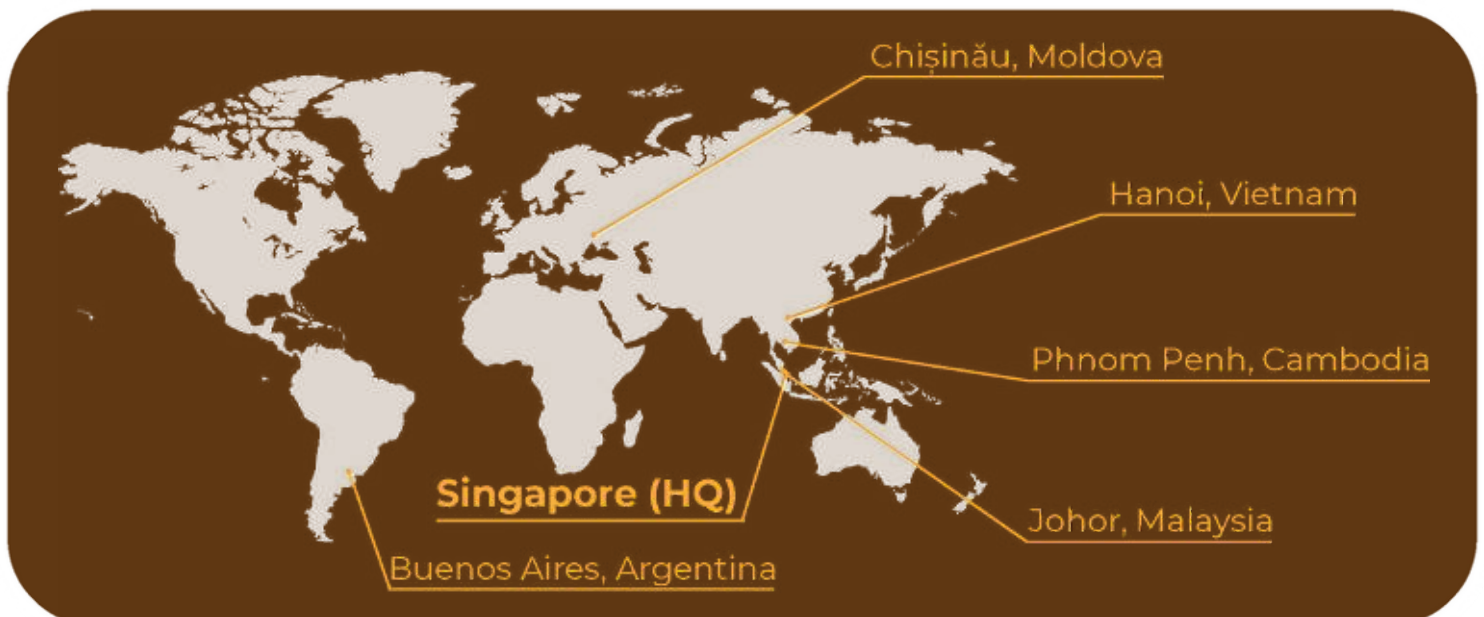 Chișinău, Moldova
Hanoi, Vietnam
Phnom Penh, Cambodia
Singapore (HQ)
Johor, Malaysia
Buenos Aires, Argentina